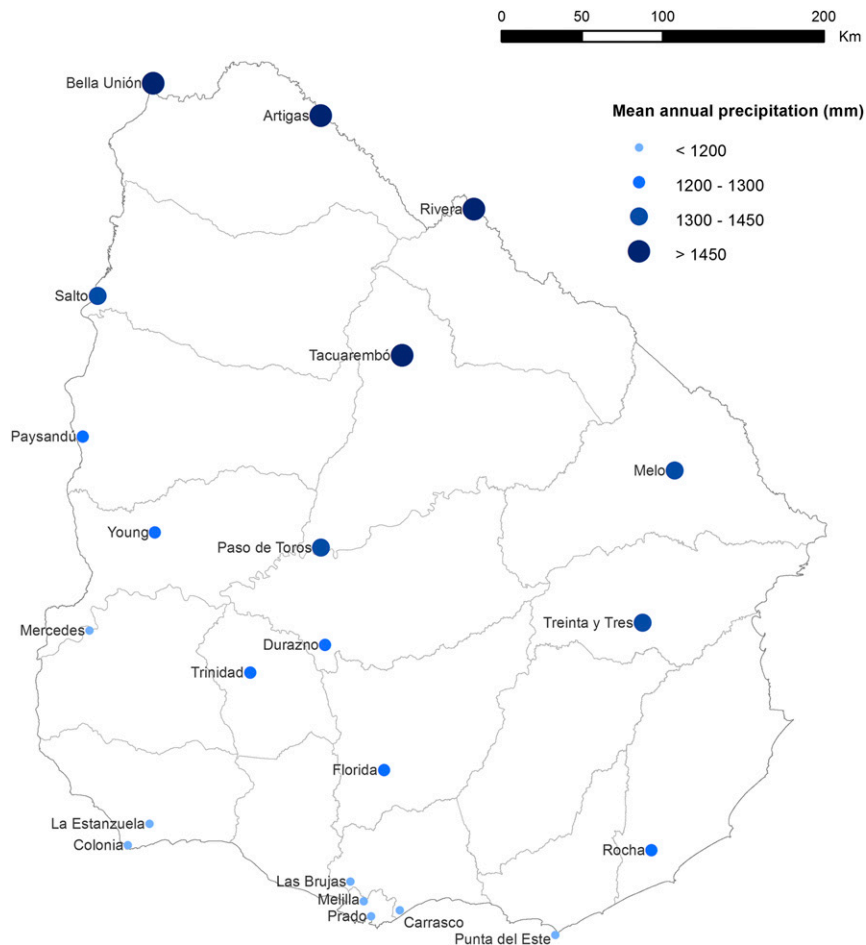 0 50 100 200
Km
Mean annual precipitation (mm)
< 1200
1200 - 1300
1300 - 1450
> 1450
Bella Unión
Artigas
Rivera
Salto
Tacuarembó
Paysandú
Melo
Young
Paso de Toros
Mercedes
Treinta y Tres
Durazno
Trinidad
Florida
La Estanzuela
Colonia
Rocha
Las Brujas
Melilla
Prado
Carrasco
Punta del Este